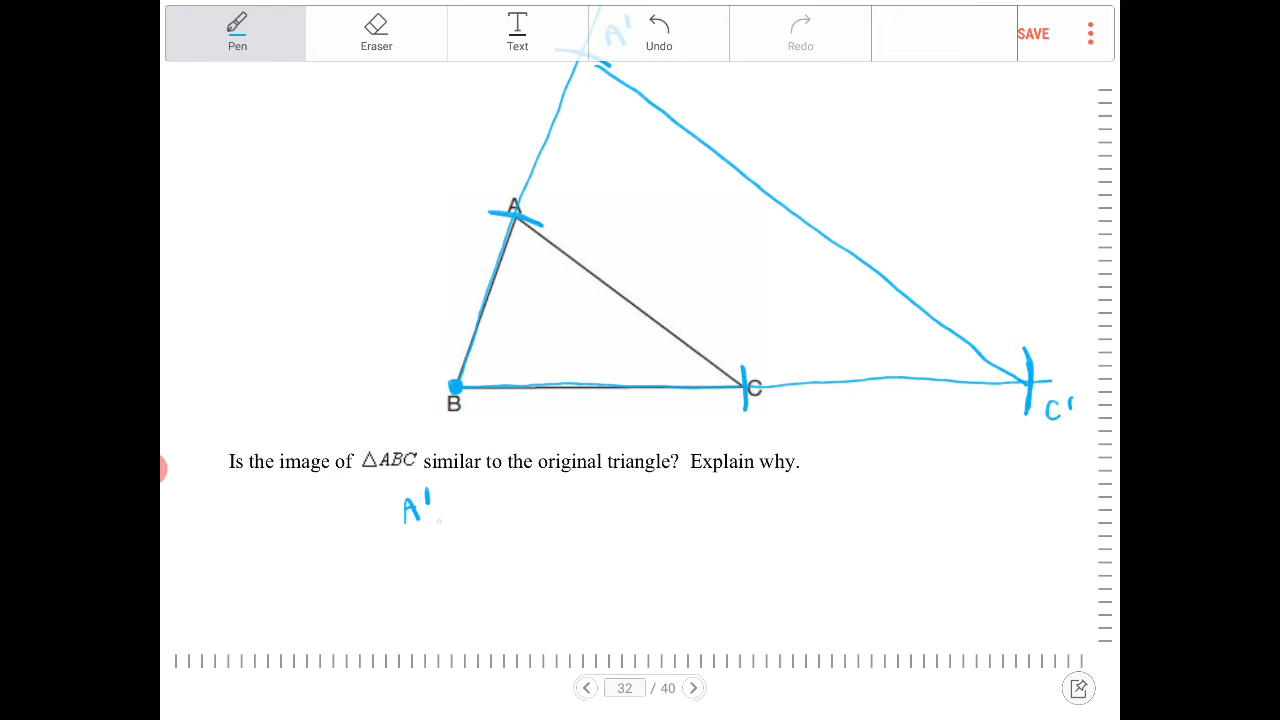 Pen Eraser Text Undo Redo SAVE
A'
A
B
C
C'
Is the image of △ABC similar to the original triangle? Explain why.
A'
32 / 40